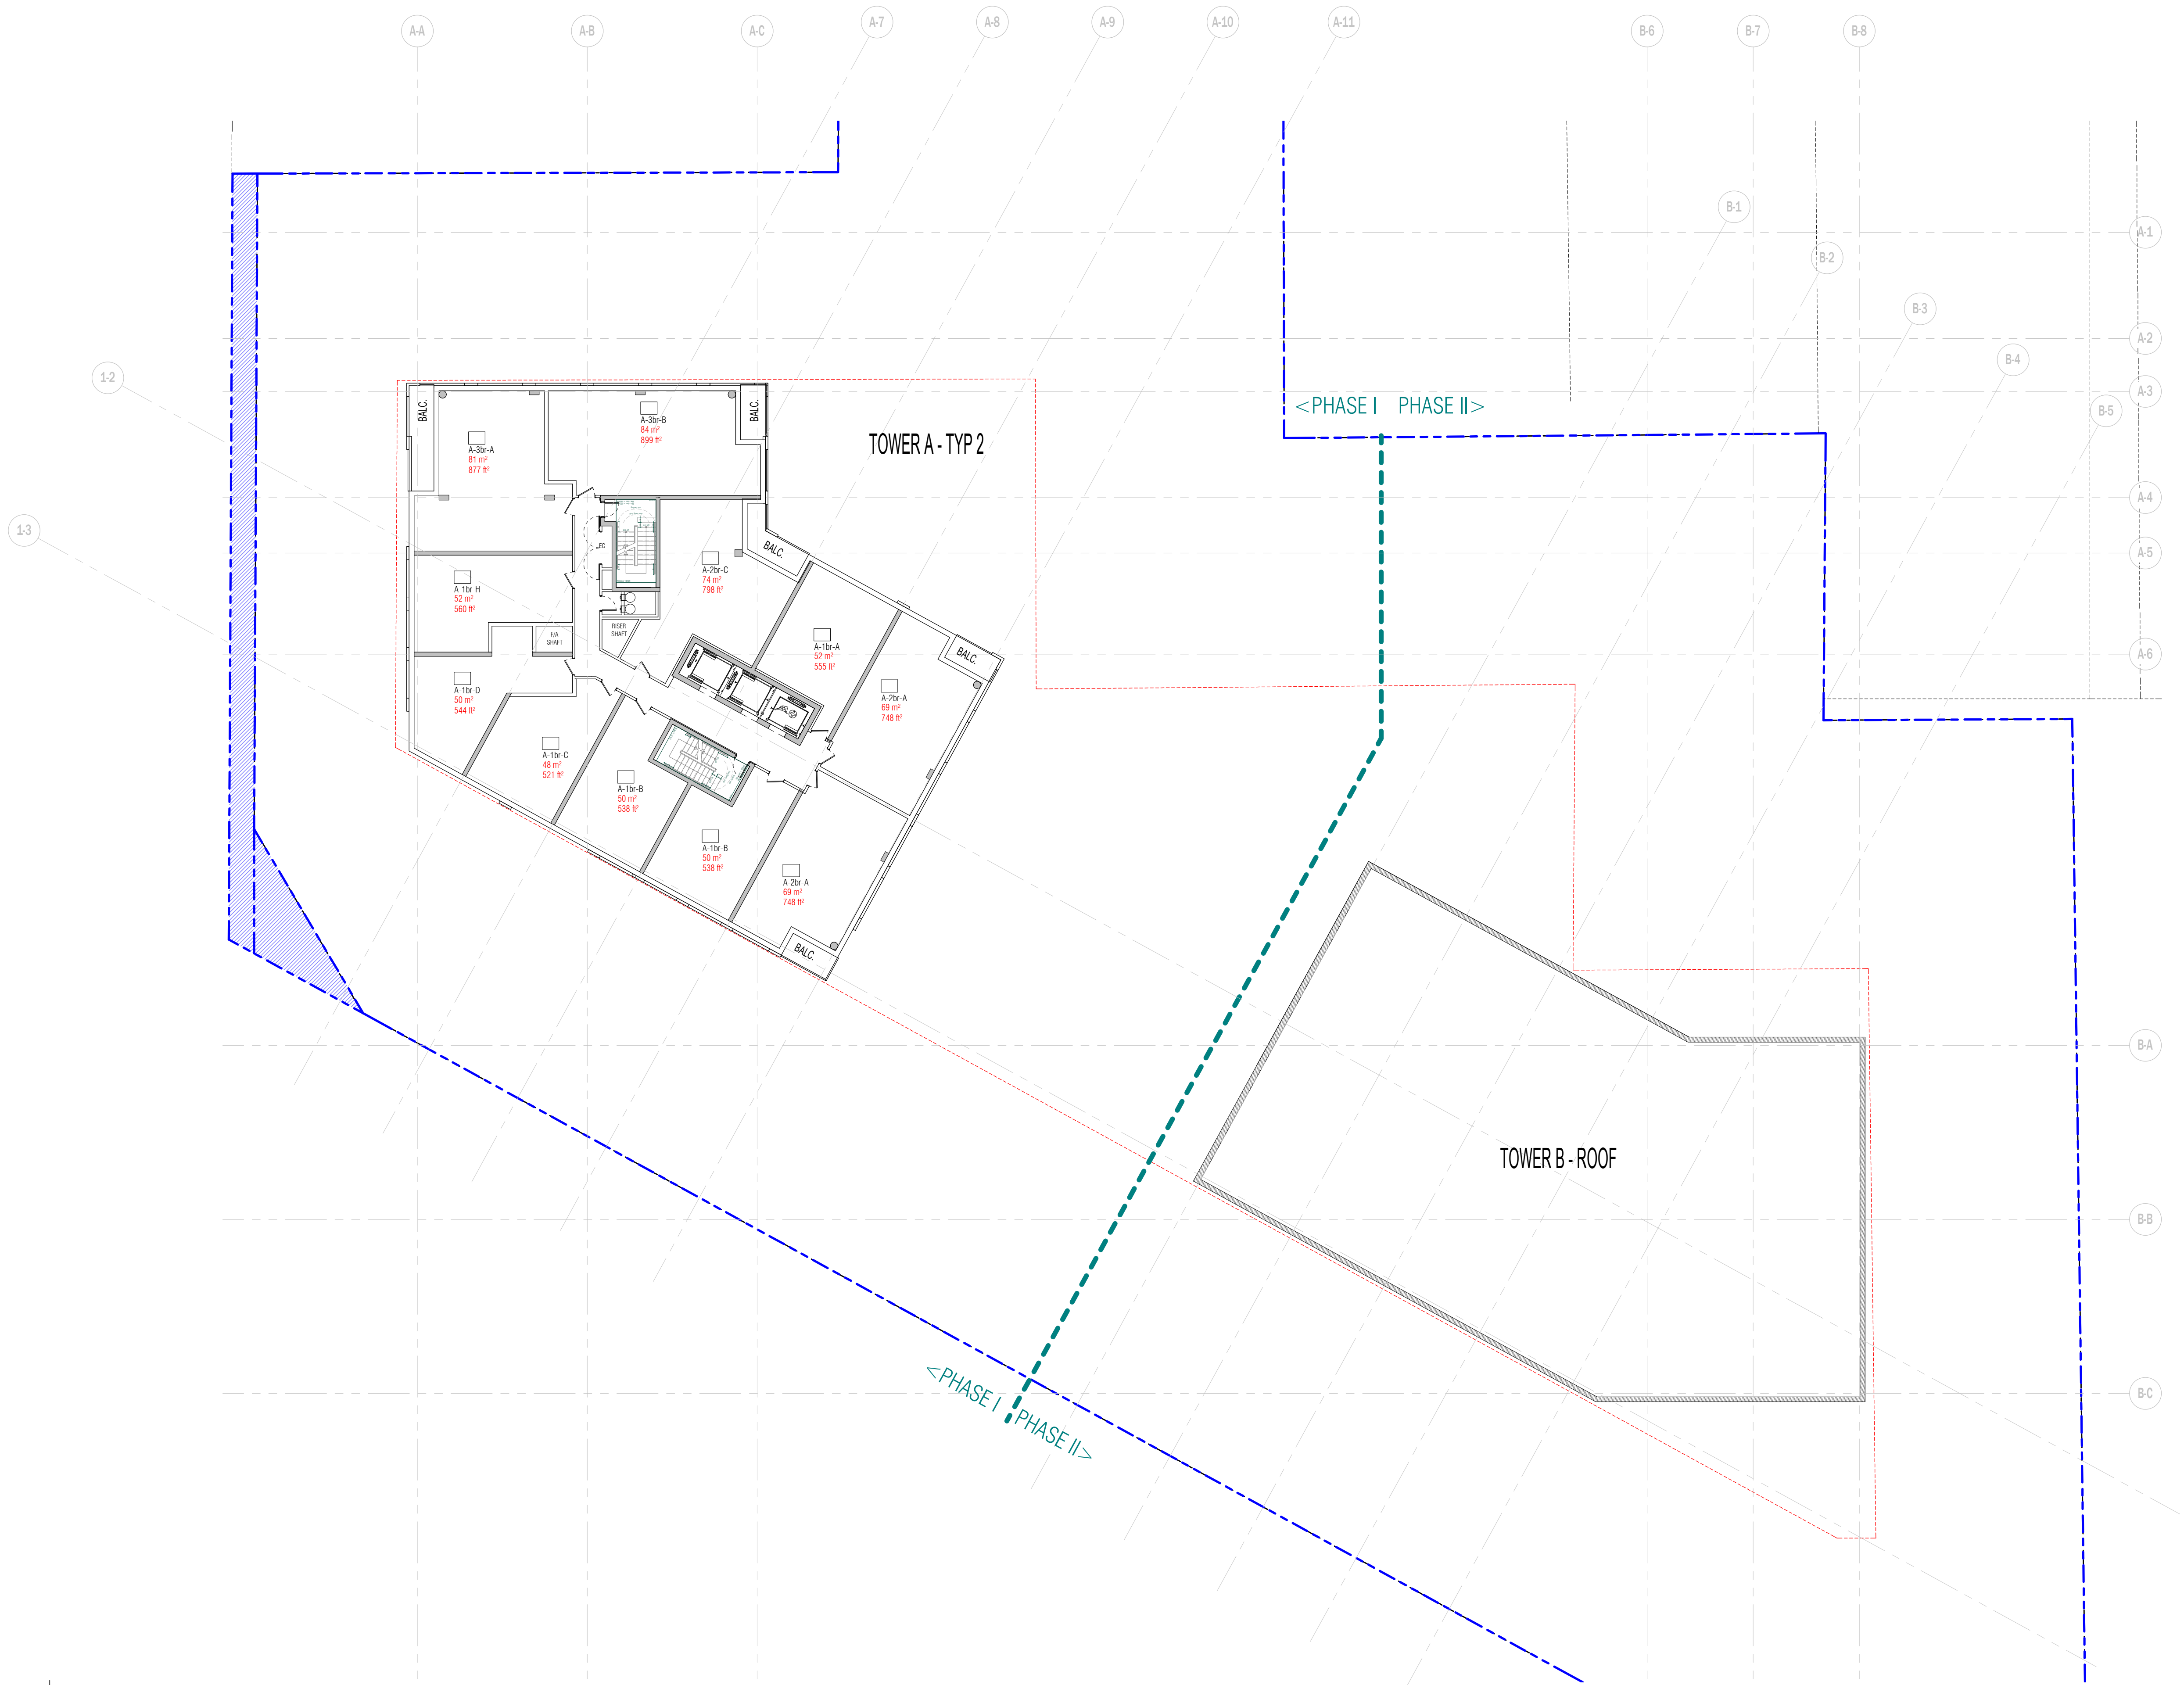 A-A
A-B
A-C
A-7
A-8
A-9
A-10
A-11
B-6
B-7
B-8
B-1
A-1
B-2
B-3
A-2
B-4
1-2
A-3
B-5
<PHASE I PHASE II>
BALC.
BALC.
A-3br-B
84 m²
899 ft²
TOWER A - TYP 2
A-3br-A
81 m²
877 ft²
A-4
1-3
EC
BALC.
A-5
A-2br-C
74 m²
798 ft²
A-1br-H
52 m²
560 ft²
RISER
SHAFT
F/A
SHAFT
A-1br-A
52 m²
555 ft²
BALC.
A-6
A-1br-D
50 m²
544 ft²
A-2br-A
69 m²
748 ft²
A-1br-C
48 m²
521 ft²
A-1br-B
50 m²
538 ft²
A-1br-B
50 m²
538 ft²
A-2br-A
69 m²
748 ft²
BALC.
B-A
TOWER B - ROOF
B-B
<PHASE I PHASE II>
B-C